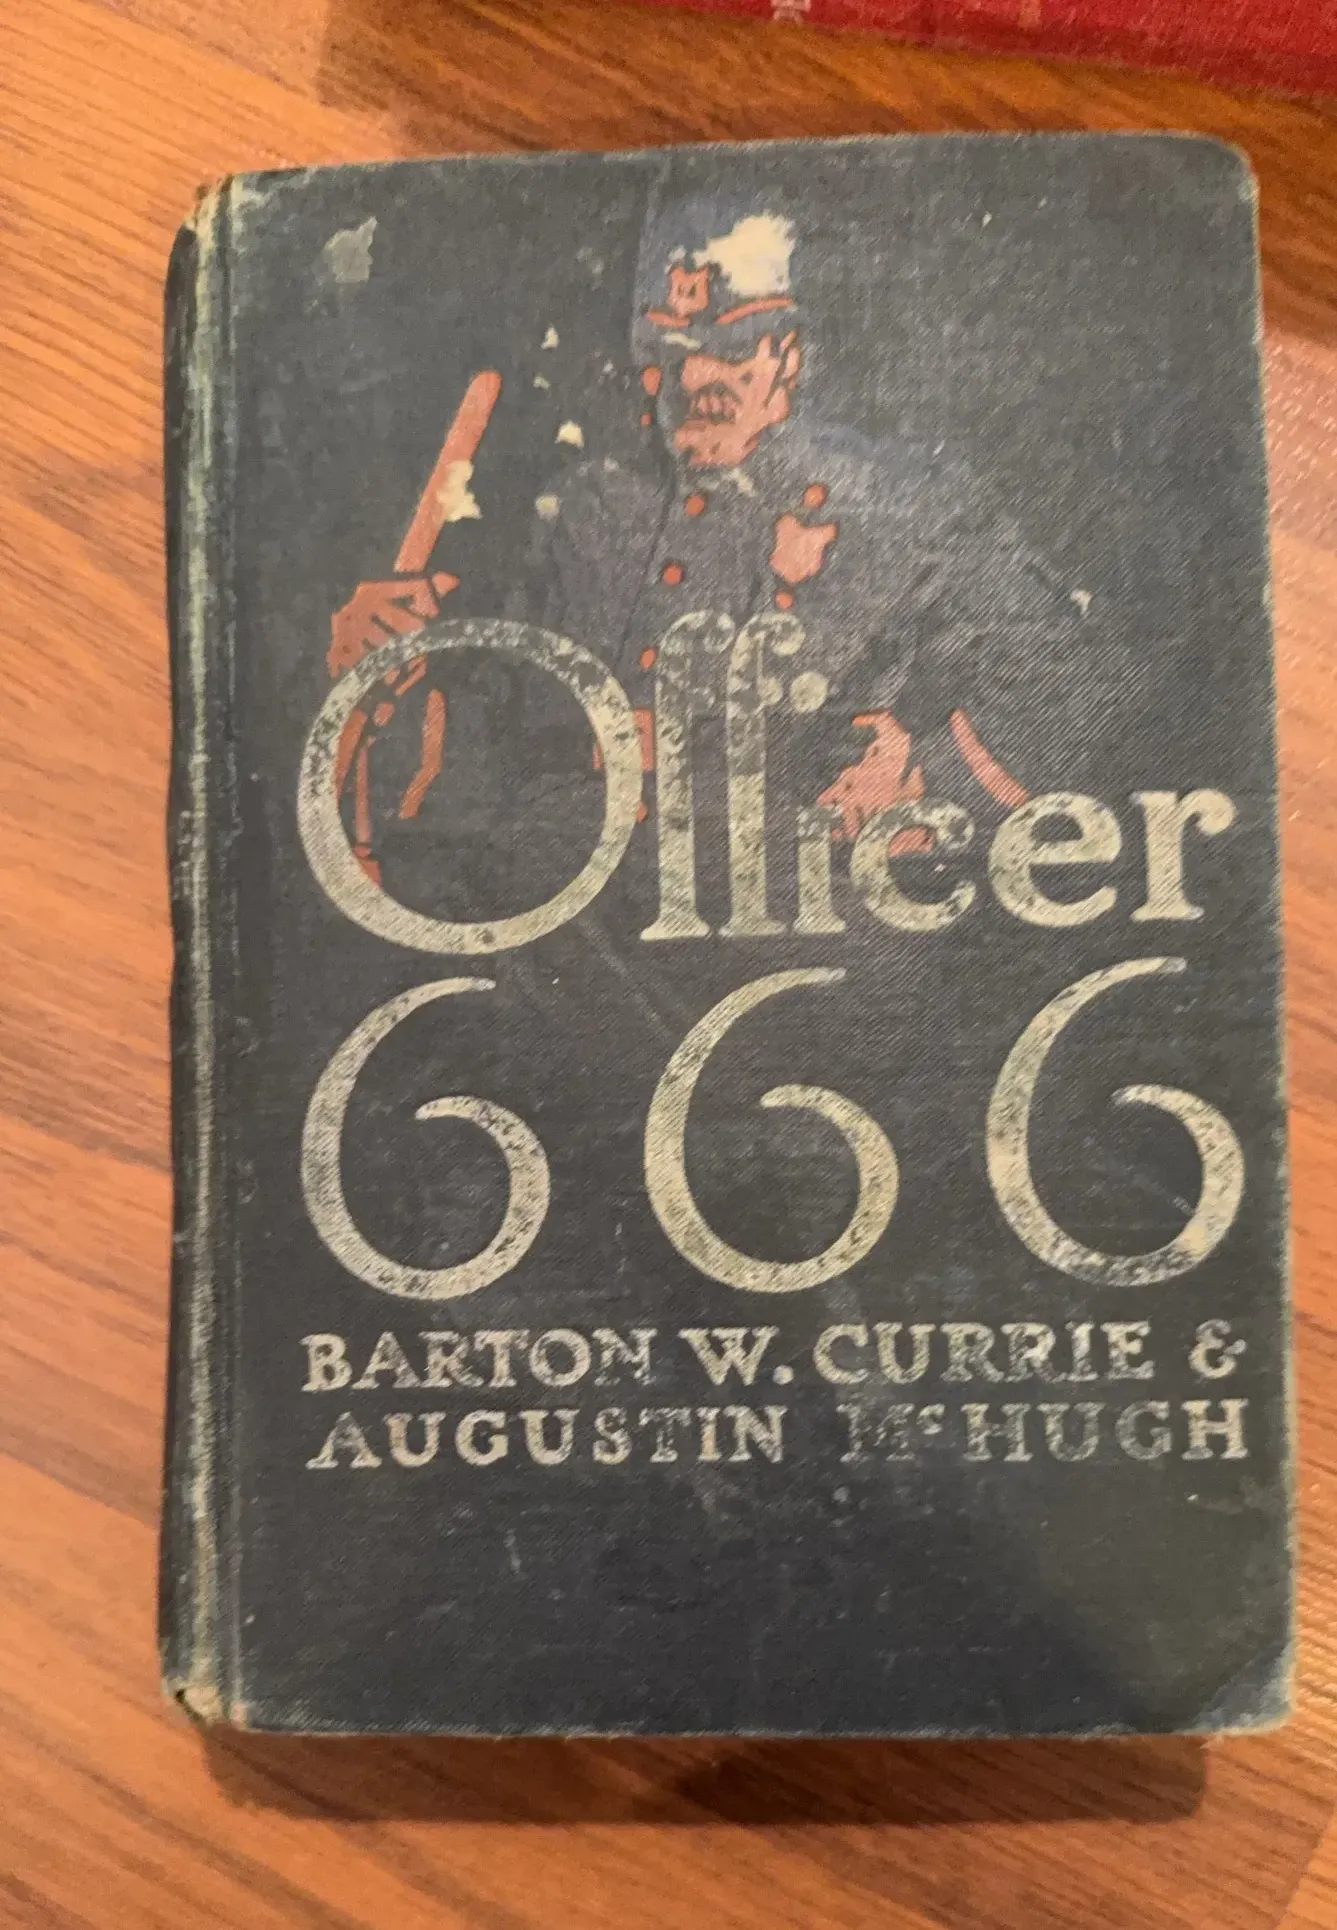 Officer
666
BARTON W. CURRIE &
AUGUSTIN McHUGH